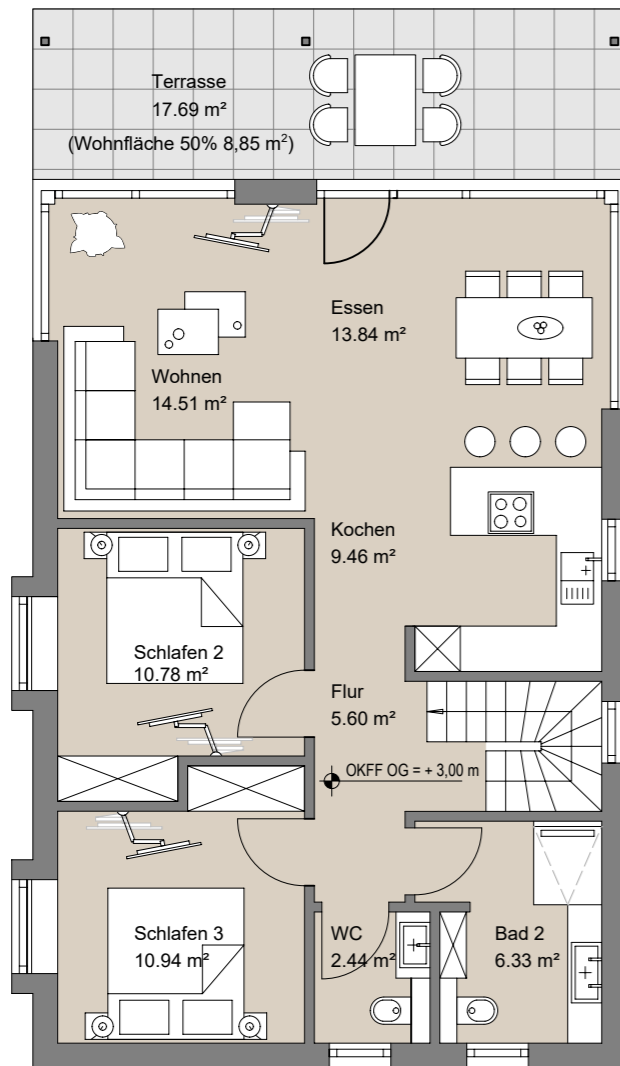 Terrasse
17.69 m²
(Wohnfläche 50% 8,85 m²)
Essen
13.84 m²
Wohnen
14.51 m²
Kochen
9.46 m²
Schlafen 2
10.78 m²
Flur
5.60 m²
OKFF OG = + 3,00 m
Schlafen 3
10.94 m²
WC
2.44 m²
Bad 2
6.33 m²